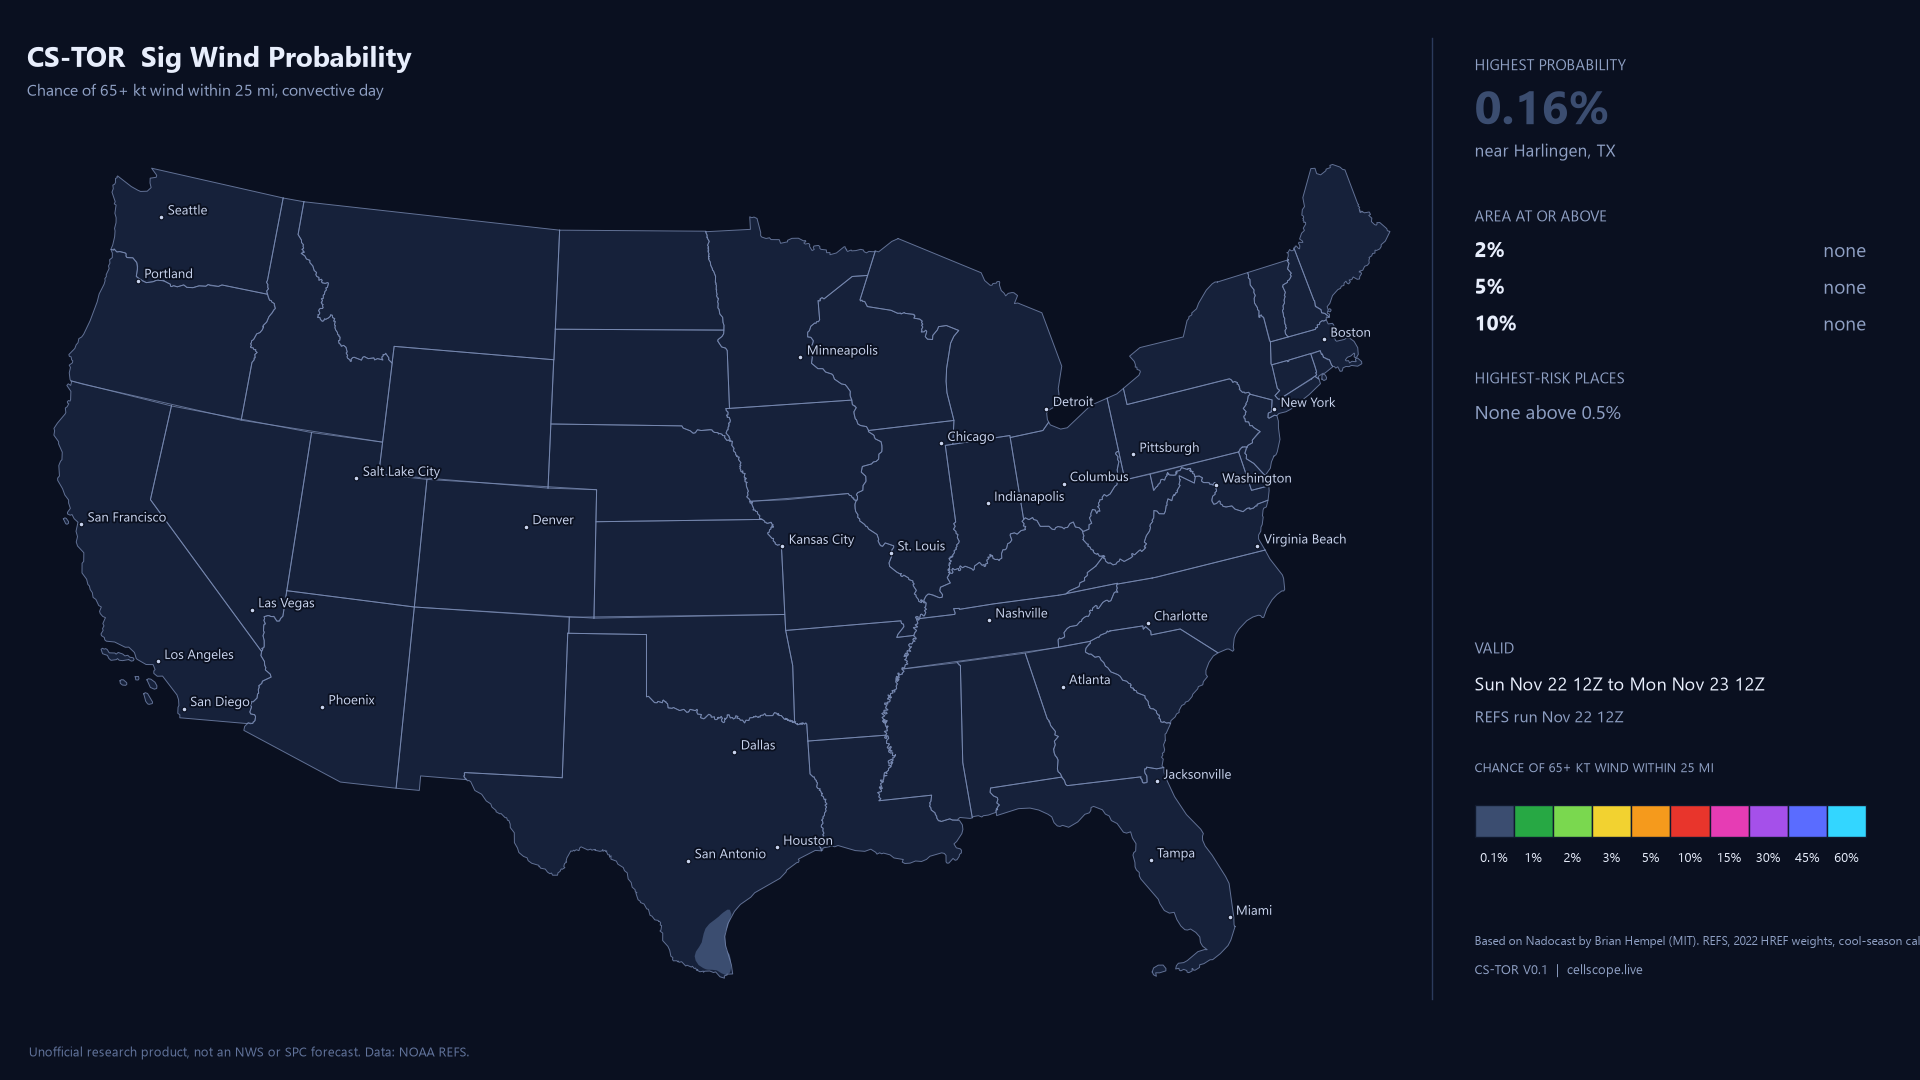 CS-TOR  Sig Wind Probability
Chance of 65+ kt wind within 25 mi, convective day
Seattle
Portland
Minneapolis
Boston
Detroit
New York
Chicago
Pittsburgh
Salt Lake City
Columbus
Washington
Indianapolis
San Francisco
Denver
Kansas City
St. Louis
Virginia Beach
Las Vegas
Nashville
Charlotte
Los Angeles
Atlanta
San Diego
Phoenix
Dallas
Jacksonville
Houston
San Antonio
Tampa
Miami
HIGHEST PROBABILITY
0.16%
near Harlingen, TX
AREA AT OR ABOVE
2% none
5% none
10% none
HIGHEST-RISK PLACES
None above 0.5%
VALID
Sun Nov 22 12Z to Mon Nov 23 12Z
REFS run Nov 22 12Z
CHANCE OF 65+ KT WIND WITHIN 25 MI
0.1% 1% 2% 3% 5% 10% 15% 30% 45% 60%
Based on Nadocast by Brian Hempel (MIT). REFS, 2022 HREF weights, cool-season cal
CS-TOR V0.1 | cellscope.live
Unofficial research product, not an NWS or SPC forecast. Data: NOAA REFS.